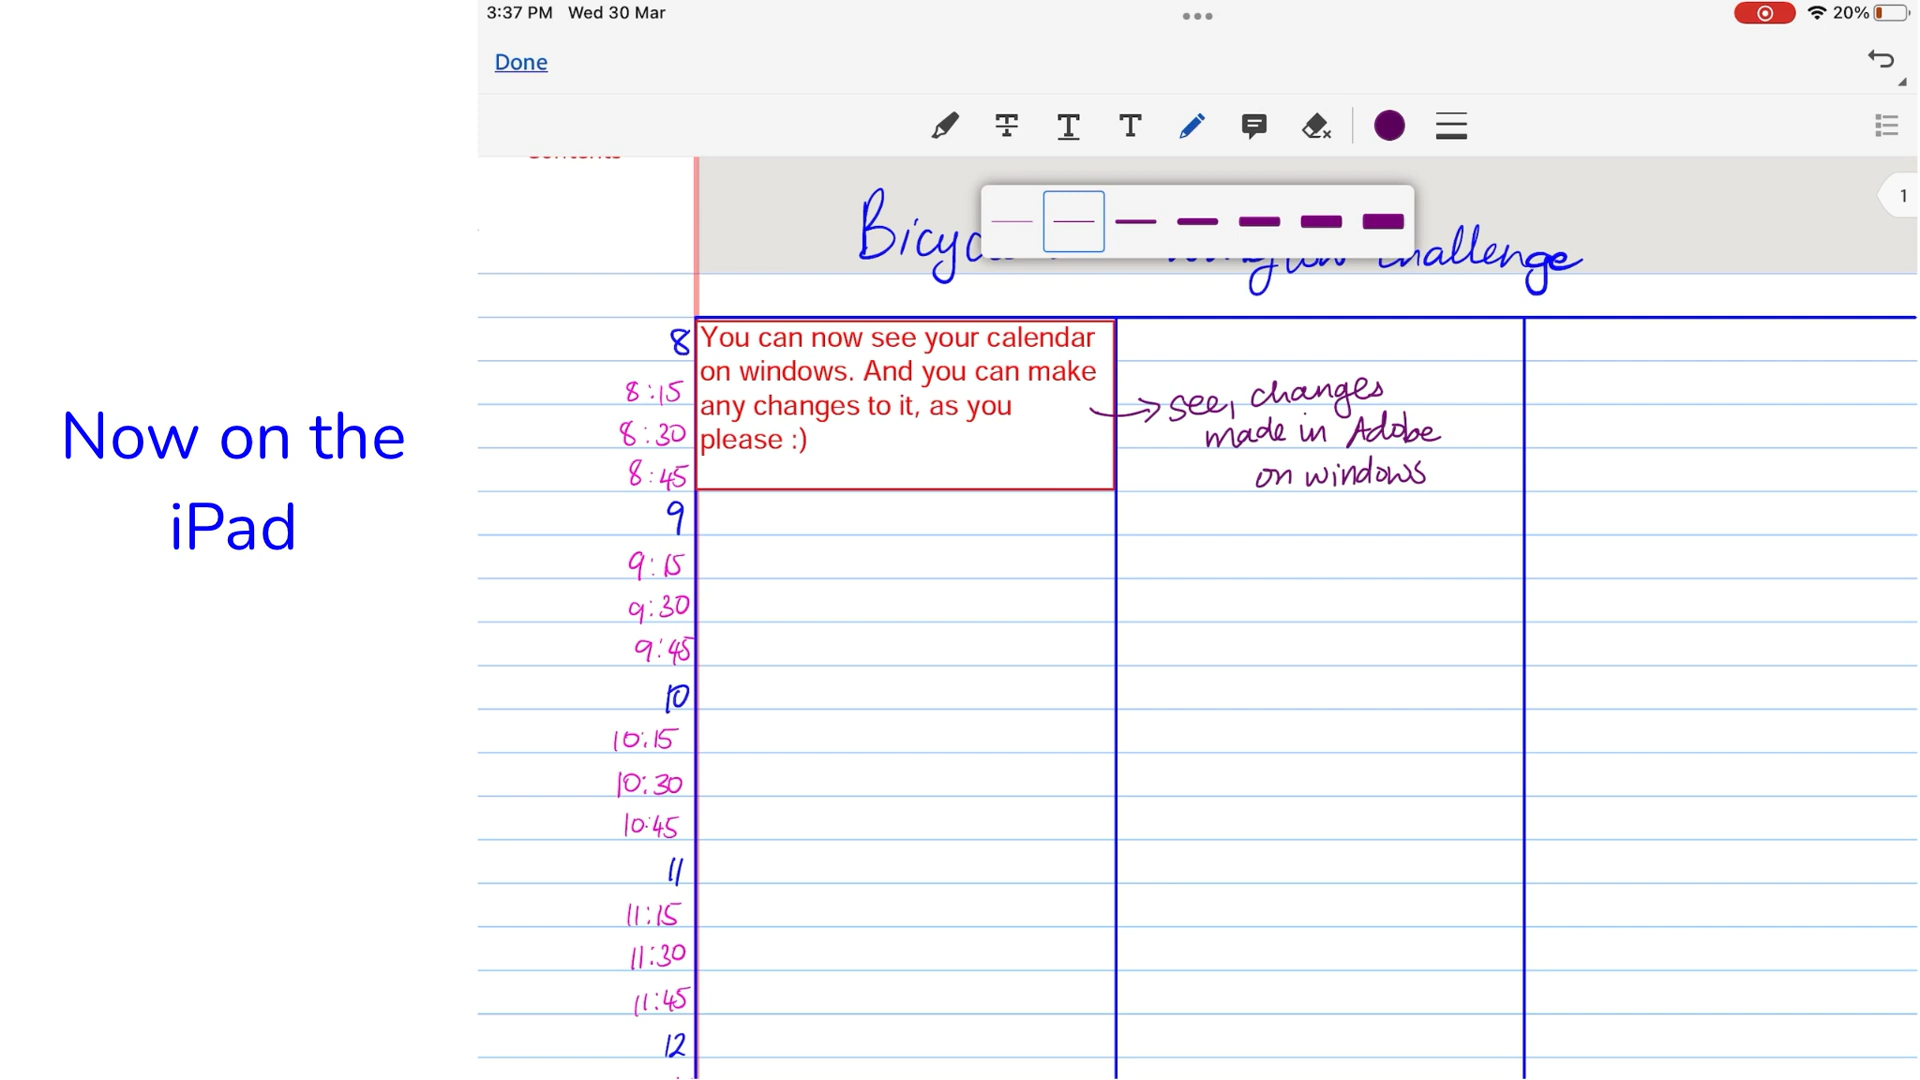 3:37 PM Wed 30 Mar
20%
Done
T T T
1
Now on the
iPad
challenge
8
You can now see your calendar
on windows. And you can make
any changes to it, as you
please :)
see, changes
made in Adobe
on windows
8:15
8:30
8:45
9
9:15
9:30
9:45
10
10:15
10:30
10:45
11
11:15
11:30
11:45
12